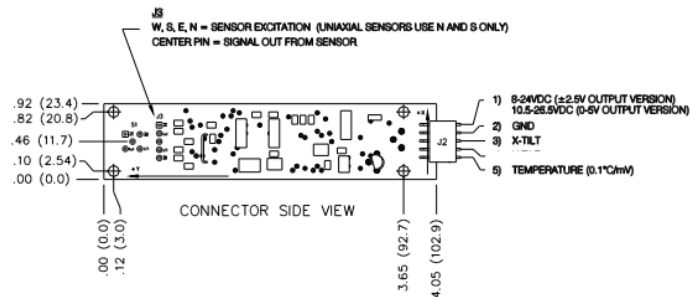 J3
W, S, E, N = SENSOR EXCITATION (UNIAXIAL SENSORS USE N AND S ONLY)
CENTER PIN = SIGNAL OUT FROM SENSOR
.92 (23.4)
.82 (20.8)
.46 (11.7)
.10 (2.54)
.00 (0.0)
S1
J3
+Y
+X
J2
1) 8-24VDC (±2.5V OUTPUT VERSION)
10.5-26.5VDC (0-5V OUTPUT VERSION)
2) GND
3) X-TILT
5) TEMPERATURE (0.1°C/mV)
CONNECTOR SIDE VIEW
.00 (0.0)
.12 (3.0)
3.65 (92.7)
4.05 (102.9)